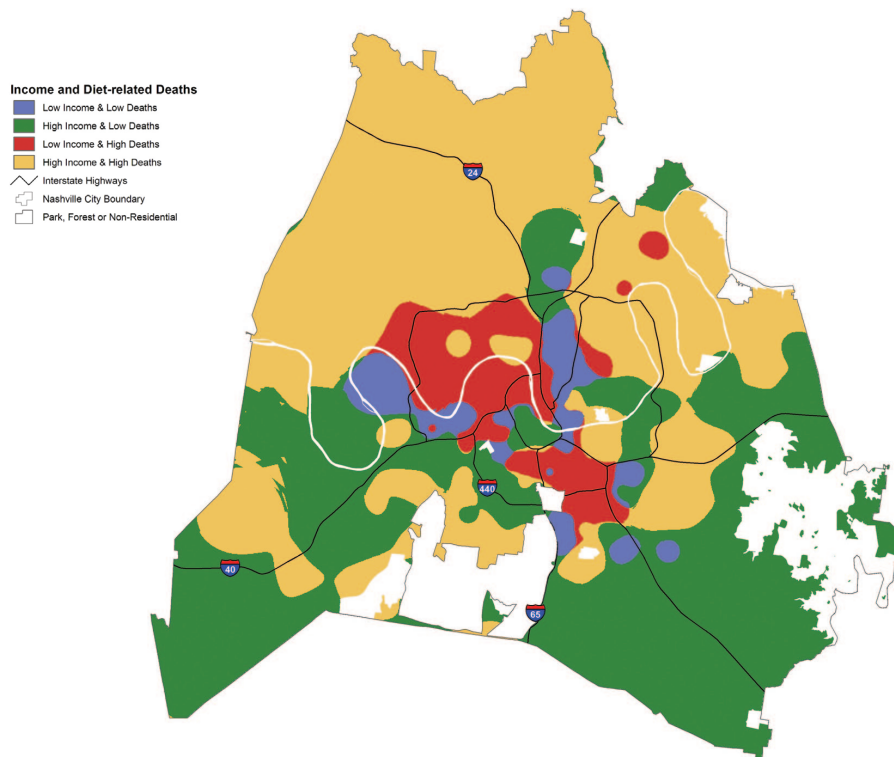 Income and Diet-related Deaths
Low Income & Low Deaths
High Income & Low Deaths
Low Income & High Deaths
High Income & High Deaths
Interstate Highways
Nashville City Boundary
Park, Forest or Non-Residential
24
440
40
65